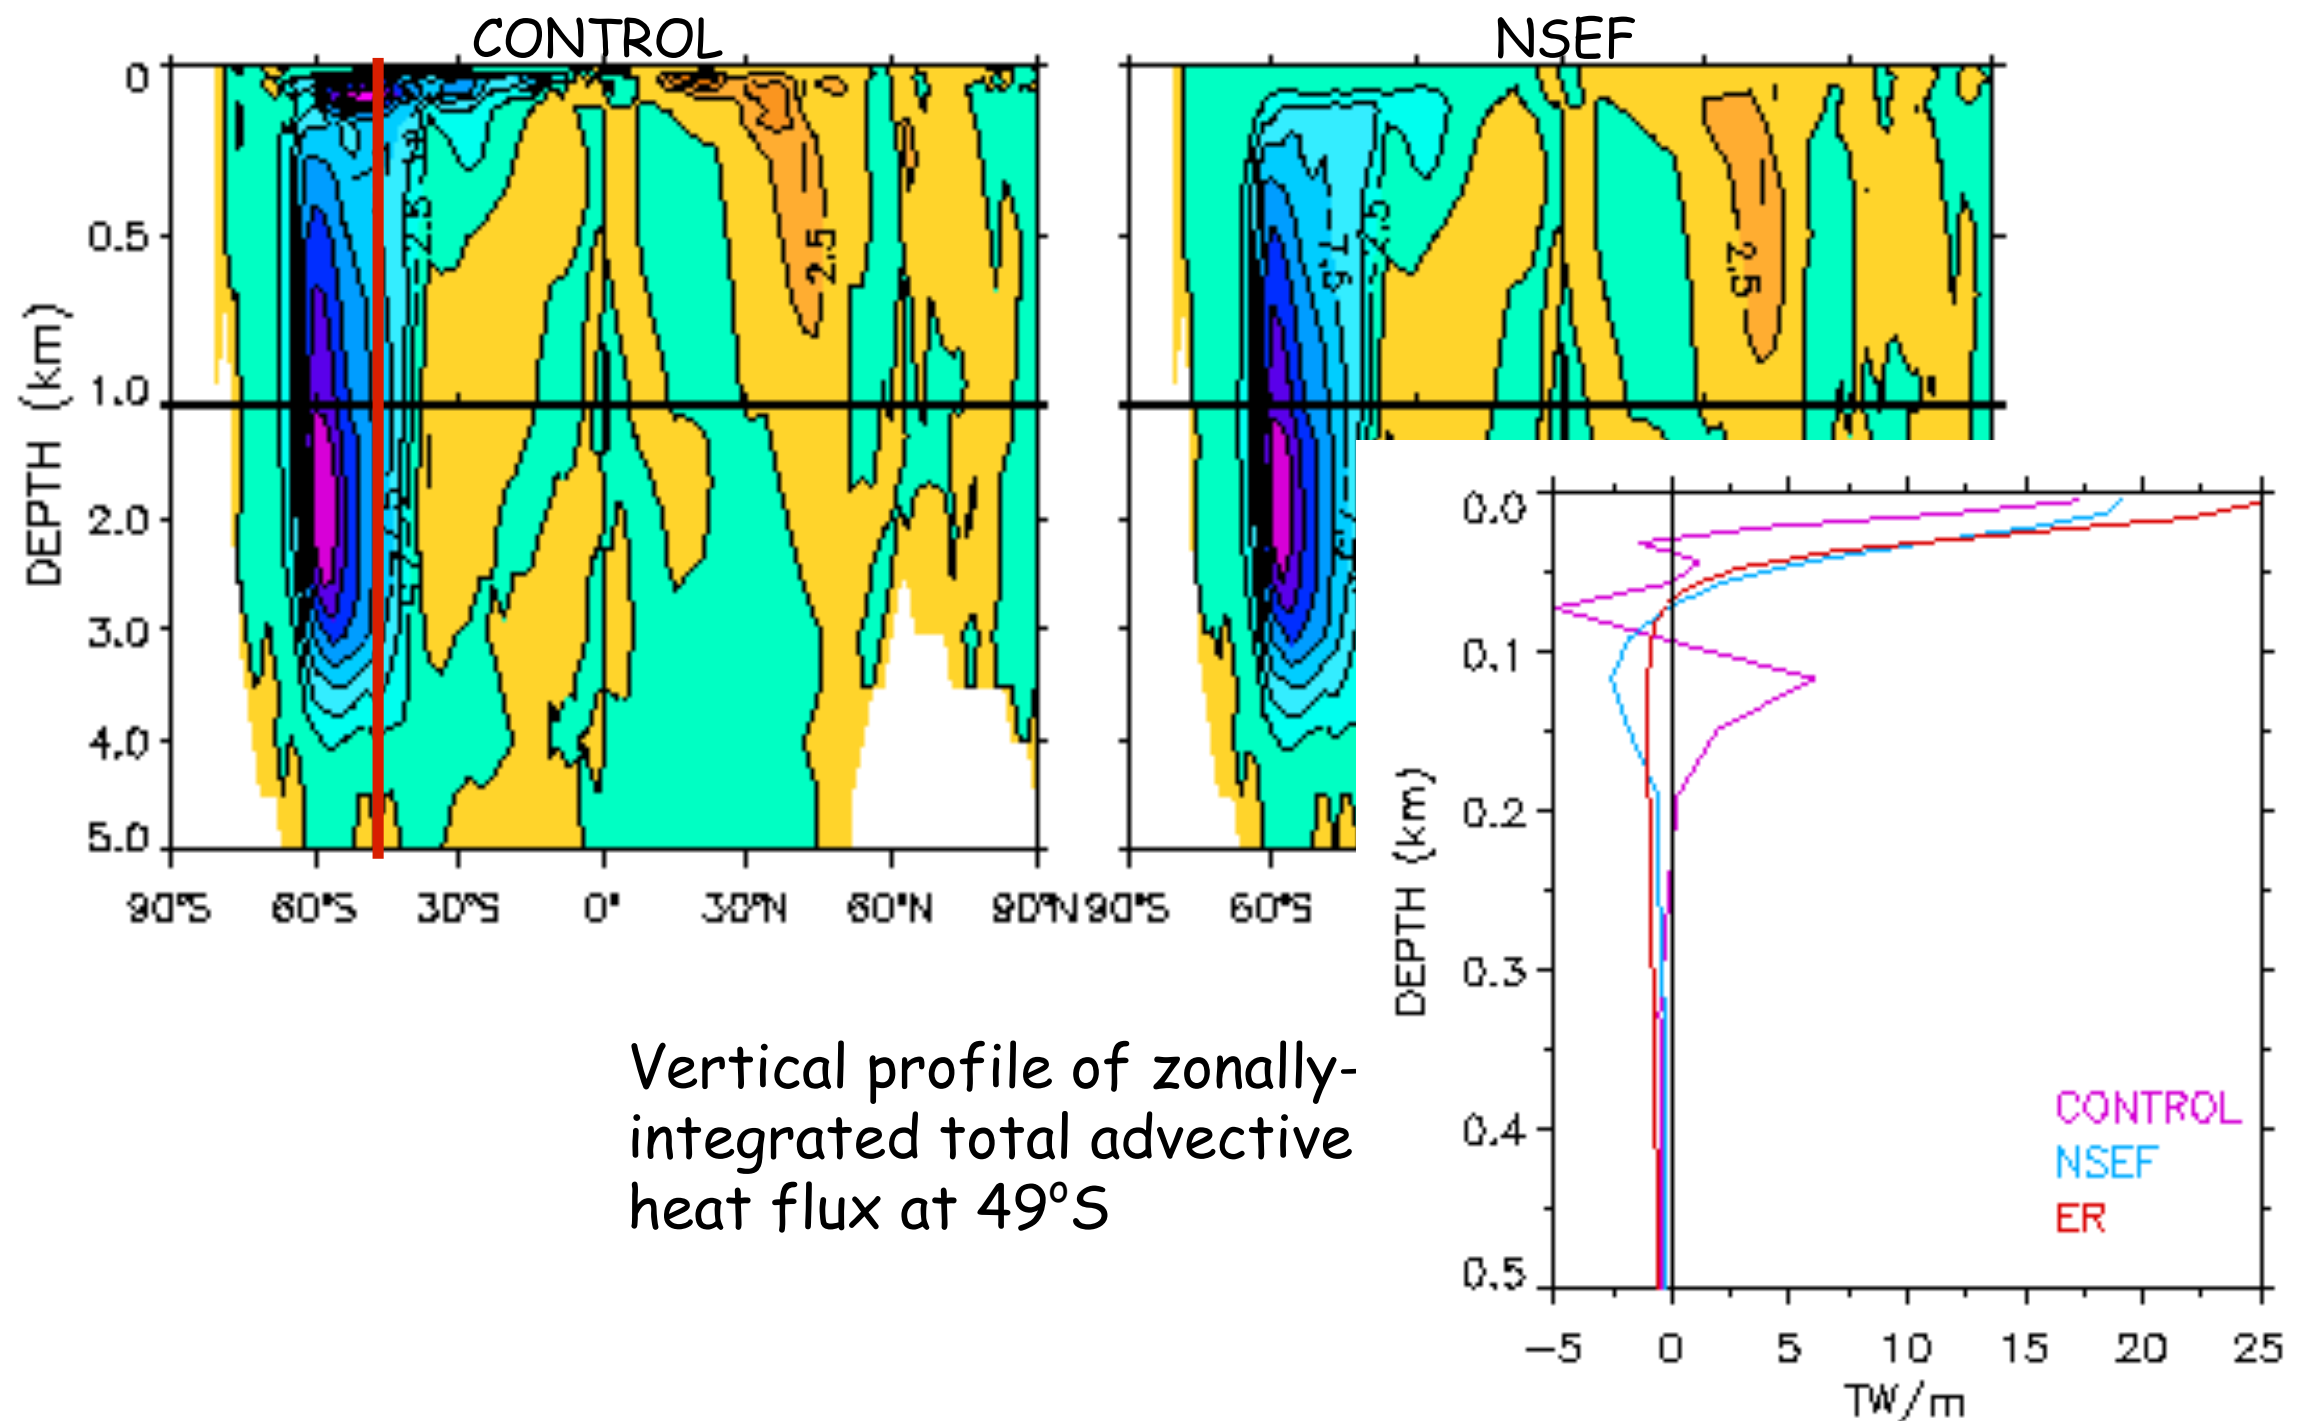 CONTROL
NSEF
0
0.5
1.0
2.0
3.0
4.0
5.0
DEPTH (km)
-2.5
2.5
-7.5
-2.5
2.5
90°S 60°S 30°S 0° 30°N 60°N 90°N
90°S 60°S
Vertical profile of zonally-
integrated total advective
heat flux at 49°S
0.0
0.1
0.2
0.3
0.4
0.5
DEPTH (km)
CONTROL
NSEF
ER
-5 0 5 10 15 20 25
TW/m